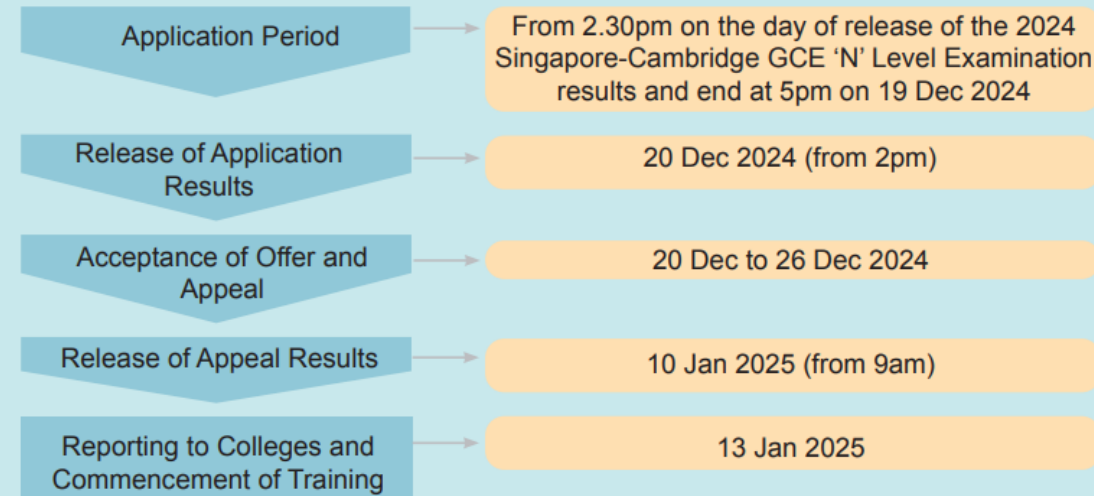 Application Period
From 2.30pm on the day of release of the 2024
Singapore-Cambridge GCE ‘N’ Level Examination
results and end at 5pm on 19 Dec 2024
Release of Application
Results
20 Dec 2024 (from 2pm)
Acceptance of Offer and
Appeal
20 Dec to 26 Dec 2024
Release of Appeal Results
10 Jan 2025 (from 9am)
Reporting to Colleges and
Commencement of Training
13 Jan 2025